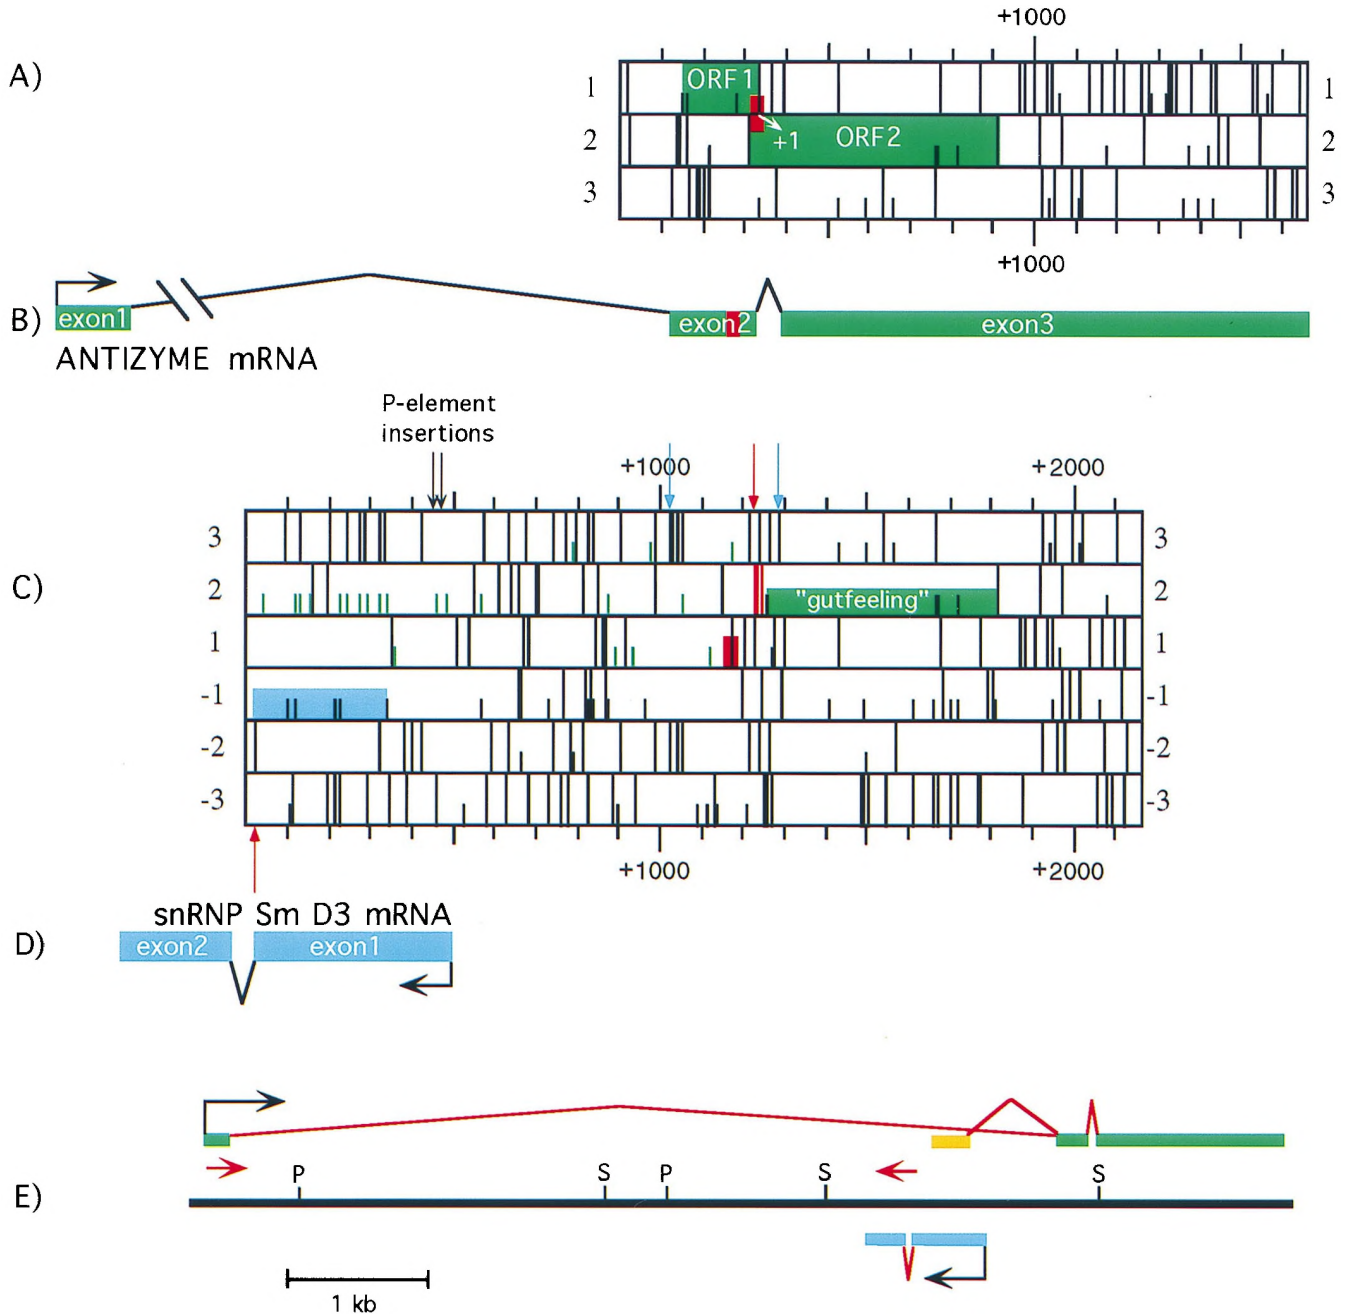 +1000
A)
1 ORF 1 1
2 +1 ORF2 2
3 3
+1000
B) exon1 exon2 exon3
ANTIZYME mRNA
P-element
insertions
+1000 +2000
3 3
C) 2 "gutfeeling" 2
1 1
-1 -1
-2 -2
-3 -3
+1000 +2000
snRNP Sm D3 mRNA
D) exon2 exon1
P S P S S
E)
1 kb